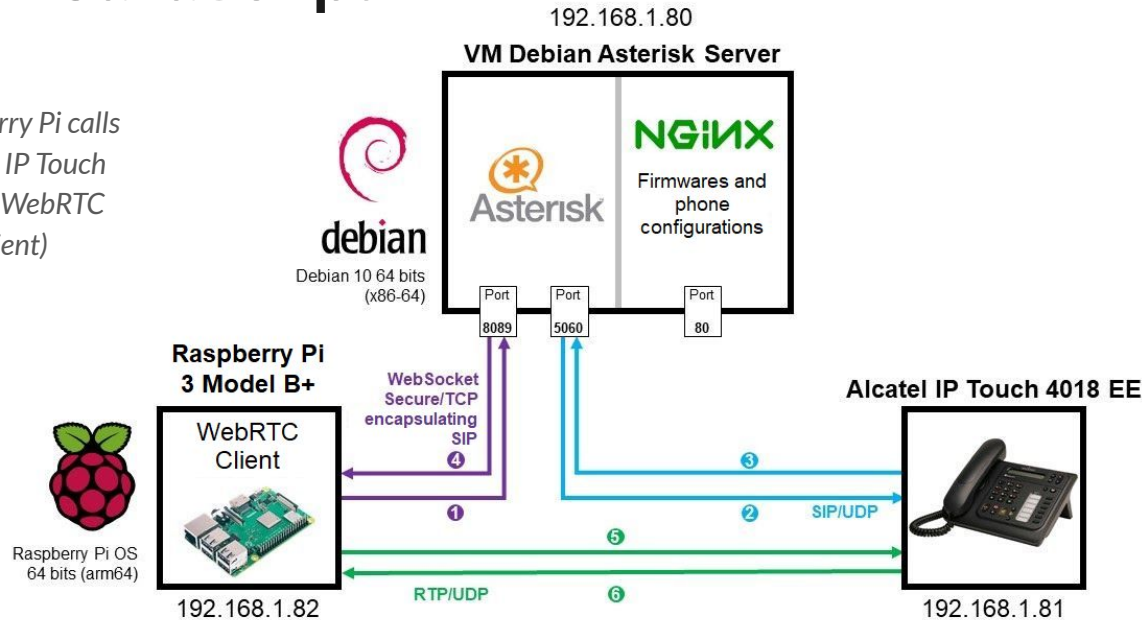 192.168.1.80
VM Debian Asterisk Server
rry Pi calls
IP Touch
WebRTC
ent)
debian
Debian 10 64 bits
(x86-64)
Asterisk
NGiNX
Firmwares and
phone
configurations
Port
8089
Port
5060
Port
80
Raspberry Pi
3 Model B+
WebRTC
Client
Raspberry Pi OS
64 bits (arm64)
192.168.1.82
WebSocket
Secure/TCP
encapsulating
SIP
4
1
3
2
SIP/UDP
5
RTP/UDP
6
Alcatel IP Touch 4018 EE
192.168.1.81